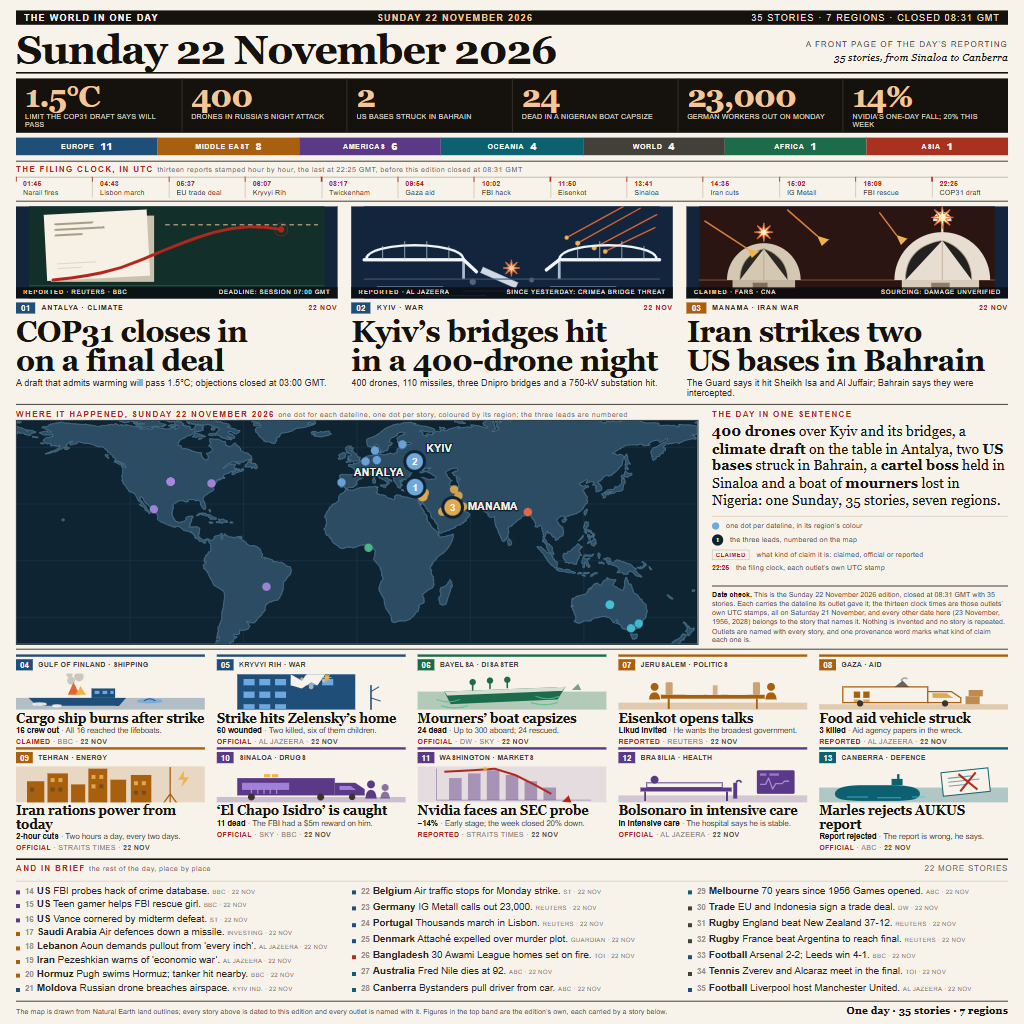 THE WORLD IN ONE DAY
SUNDAY 22 NOVEMBER 2026
35 STORIES · 7 REGIONS · CLOSED 08:31 GMT
Sunday 22 November 2026
A FRONT PAGE OF THE DAY'S REPORTING
35 stories, from Sinaloa to Canberra
1.5°C
LIMIT THE COP31 DRAFT SAYS WILL
PASS
400
DRONES IN RUSSIA'S NIGHT ATTACK
2
US BASES STRUCK IN BAHRAIN
24
DEAD IN A NIGERIAN BOAT CAPSIZE
23,000
GERMAN WORKERS OUT ON MONDAY
14%
NVIDIA'S ONE-DAY FALL; 20% THIS
WEEK
EUROPE 11
MIDDLE EAST 8
AMERICAS 6
OCEANIA 4
WORLD 4
AFRICA 1
ASIA 1
THE FILING CLOCK, IN UTC thirteen reports stamped hour by hour, the last at 22:25 GMT, before this edition closed at 08:31 GMT
01:45
Narail fires
04:43
Lisbon march
05:37
EU trade deal
08:17
Twickenham
09:54
Gaza aid
10:02
FBI hack
11:50
Eisenkot
13:41
Sinaloa
14:35
Iran cuts
15:02
IG Metall
16:09
FBI rescue
22:25
COP31 draft
Kryvyi Rih
REPORTED · REUTERS · BBC
DEADLINE: SESSION 07:00 GMT
REPORTED · AL JAZEERA
SINCE YESTERDAY: CRIMEA BRIDGE THREAT
CLAIMED · FARS · CNA
SOURCING: DAMAGE UNVERIFIED
01 ANTALYA · CLIMATE 22 NOV
COP31 closes in
on a final deal
A draft that admits warming will pass 1.5°C; objections closed at 03:00 GMT.
02 KYIV · WAR 22 NOV
Kyiv's bridges hit
in a 400-drone night
400 drones, 110 missiles, three Dnipro bridges and a 750-kV substation hit.
03 MANAMA · IRAN WAR 22 NOV
Iran strikes two
US bases in Bahrain
The Guard says it hit Sheikh Isa and Al Juffair; Bahrain says they were
intercepted.
WHERE IT HAPPENED, SUNDAY 22 NOVEMBER 2026 one dot for each dateline, one dot per story, coloured by its region; the three leads are numbered
KYIV
2
ANTALYA
1
3
MANAMA
THE DAY IN ONE SENTENCE
400 drones over Kyiv and its bridges, a
climate draft on the table in Antalya, two US
bases struck in Bahrain, a cartel boss held in
Sinaloa and a boat of mourners lost in
Nigeria: one Sunday, 35 stories, seven regions.
one dot per dateline, in its region's colour
1 the three leads, numbered on the map
CLAIMED what kind of claim it is: claimed, official or reported
22:25 the filing clock, each outlet's own UTC stamp
Date check. This is the Sunday 22 November 2026 edition, closed at 08:31 GMT with 35
stories. Each carries the dateline its outlet gave it; the thirteen clock times are those outlets'
own UTC stamps, all on Saturday 21 November, and every other date here (23 November,
1956, 2028) belongs to the story that names it. Nothing is invented and no story is repeated.
Outlets are named with every story, and one provenance word marks what kind of claim
each one is.
04 GULF OF FINLAND · SHIPPING
Cargo ship burns after strike
16 crew out · All 16 reached the lifeboats.
CLAIMED · BBC · 22 NOV
05 KRYVYI RIH · WAR
Strike hits Zelensky's home
60 wounded · Two killed, six of them children.
OFFICIAL · AL JAZEERA · 22 NOV
06 BAYELSA · DISASTER
Mourners' boat capsizes
24 dead · Up to 300 aboard; 24 rescued.
OFFICIAL · DW · SKY · 22 NOV
07 JERUSALEM · POLITICS
Eisenkot opens talks
Likud invited · He wants the broadest government.
REPORTED · REUTERS · 22 NOV
08 GAZA · AID
Food aid vehicle struck
3 killed · Aid agency papers in the wreck.
REPORTED · AL JAZEERA · 22 NOV
09 TEHRAN · ENERGY
Iran rations power from
today
2-hour cuts · Two hours a day, every two days.
OFFICIAL · STRAITS TIMES · 22 NOV
10 SINALOA · DRUGS
'El Chapo Isidro' is caught
11 dead · The FBI had a $5m reward on him.
OFFICIAL · SKY · BBC · 22 NOV
11 WASHINGTON · MARKETS
Nvidia faces an SEC probe
−14% · Early stage; the week closed 20% down.
REPORTED · STRAITS TIMES · 22 NOV
12 BRASILIA · HEALTH
Bolsonaro in intensive care
In intensive care · The hospital says he is stable.
OFFICIAL · AL JAZEERA · 22 NOV
13 CANBERRA · DEFENCE
Marles rejects AUKUS
report
Report rejected · The report is wrong, he says.
OFFICIAL · ABC · 22 NOV
AND IN BRIEF the rest of the day, place by place
22 MORE STORIES
14 US FBI probes hack of crime database. BBC · 22 NOV
15 US Teen gamer helps FBI rescue girl. BBC · 22 NOV
16 US Vance cornered by midterm defeat. ST · 22 NOV
17 Saudi Arabia Air defences down a missile. INVESTING · 22 NOV
18 Lebanon Aoun demands pullout from 'every inch'. AL JAZEERA · 22 NOV
19 Iran Pezeshkian warns of 'economic war'. AL JAZEERA · 22 NOV
20 Hormuz Pugh swims Hormuz; tanker hit nearby. BBC · 22 NOV
21 Moldova Russian drone breaches airspace. KYIV IND. · 22 NOV
22 Belgium Air traffic stops for Monday strike. ST · 22 NOV
23 Germany IG Metall calls out 23,000. REUTERS · 22 NOV
24 Portugal Thousands march in Lisbon. REUTERS · 22 NOV
25 Denmark Attaché expelled over murder plot. GUARDIAN · 22 NOV
26 Bangladesh 30 Awami League homes set on fire. TOI · 22 NOV
27 Australia Fred Nile dies at 92. ABC · 22 NOV
28 Canberra Bystanders pull driver from car. ABC · 22 NOV
29 Melbourne 70 years since 1956 Games opened. ABC · 22 NOV
30 Trade EU and Indonesia sign a trade deal. DW · 22 NOV
31 Rugby England beat New Zealand 37-12. REUTERS · 22 NOV
32 Rugby France beat Argentina to reach final. REUTERS · 22 NOV
33 Football Arsenal 2-2; Leeds win 4-1. BBC · 22 NOV
34 Tennis Zverev and Alcaraz meet in the final. TOI · 22 NOV
35 Football Liverpool host Manchester United. AL JAZEERA · 22 NOV
The map is drawn from Natural Earth land outlines; every story above is dated to this edition and every outlet is named with it. Figures in the top band are the edition's own, each carried by a story below.
One day · 35 stories · 7 regions